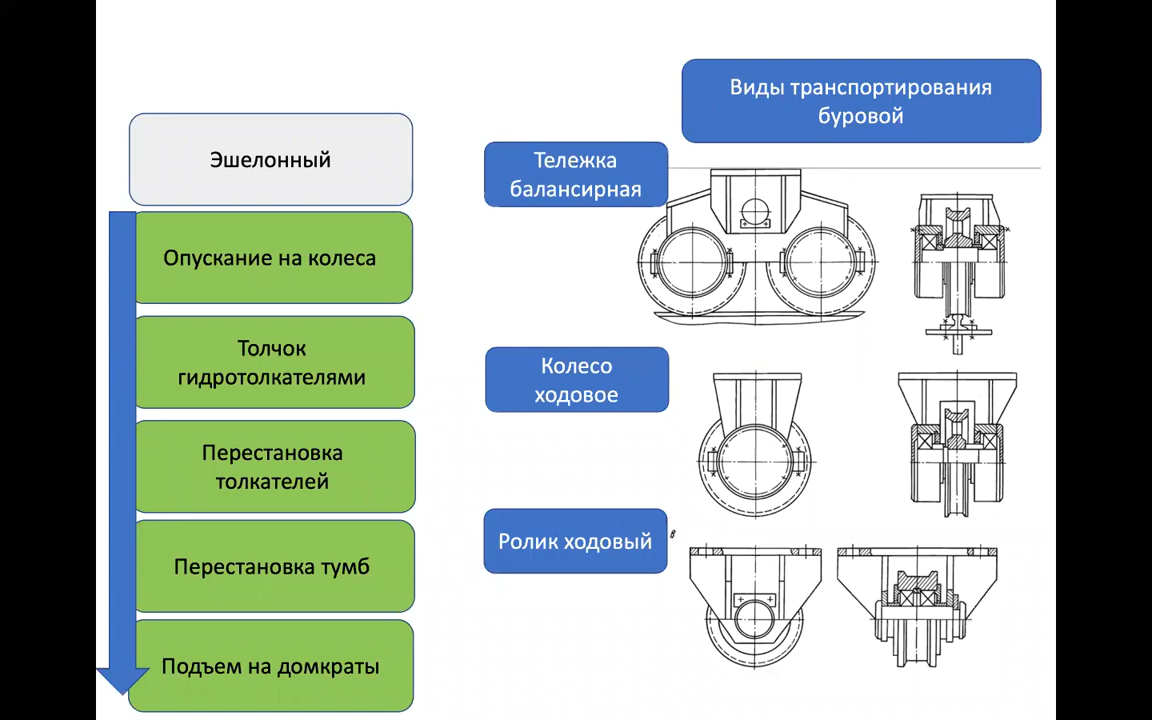 Виды транспортирования
буровой
Эшелонный
Опускание на колеса
Толчок
гидротолкателями
Перестановка
толкателей
Перестановка тумб
Подъем на домкраты
Тележка
балансирная
Колесо
ходовое
Ролик ходовый
в